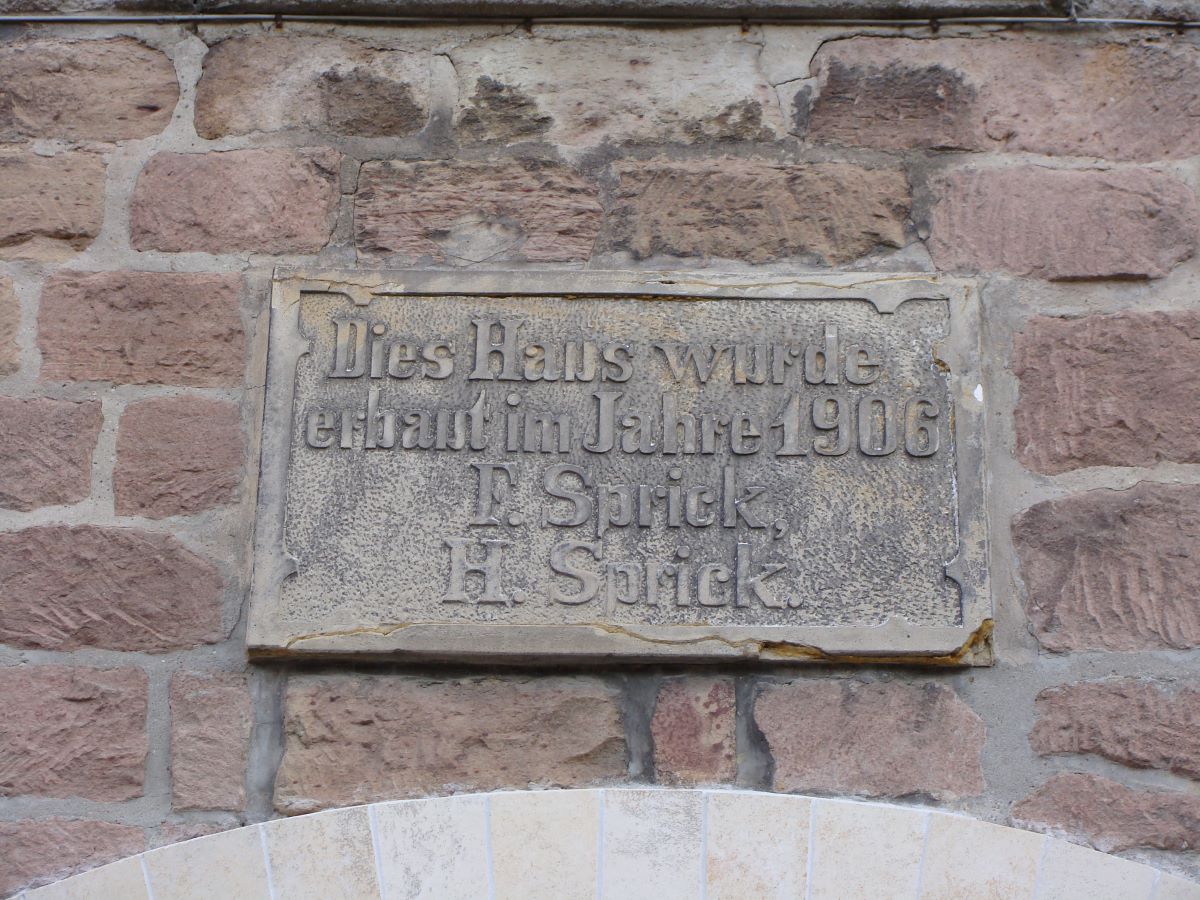 Dies Haus wurde
erbaut im Jahre 1906
F. Sprick,
H. Sprick.